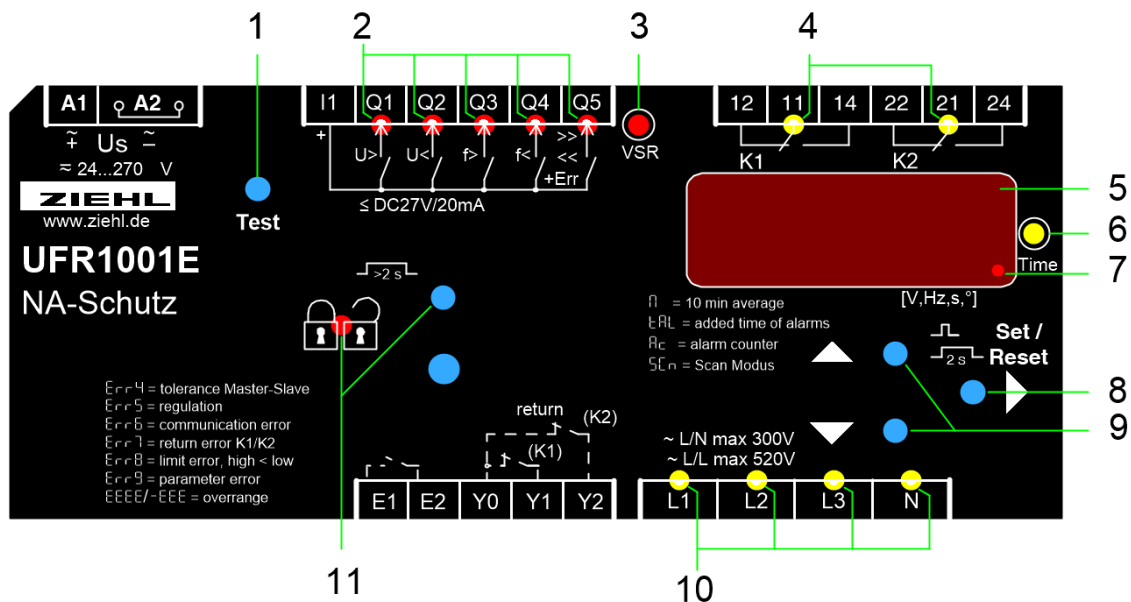 1 2 3 4
A1 A2 I1 Q1 Q2 Q3 Q4 Q5 12 11 14 22 21 24
~ ~
+ Us –
≂ 24...270 V
+ U> U< f> f< >>
<<
+Err
VSR
K1 K2
≤ DC27V/20mA
ZIEHL
www.ziehl.de
Test
UFR1001E
NA-Schutz
>2 s
5
6
7
Time
[V,Hz,s,°]
n = 10 min average
tAL = added time of alarms
Ac = alarm counter
SCn = Scan Modus
2 s
Set /
Reset
8
9
Err4 = tolerance Master-Slave
Err5 = regulation
Err6 = communication error
Err7 = return error K1/K2
Err8 = limit error, high < low
Err9 = parameter error
EEEE/-EEE = overrange
return (K2)
(K1)
~ L/N max 300V
~ L/L max 520V
E1 E2 Y0 Y1 Y2 L1 L2 L3 N
11 10